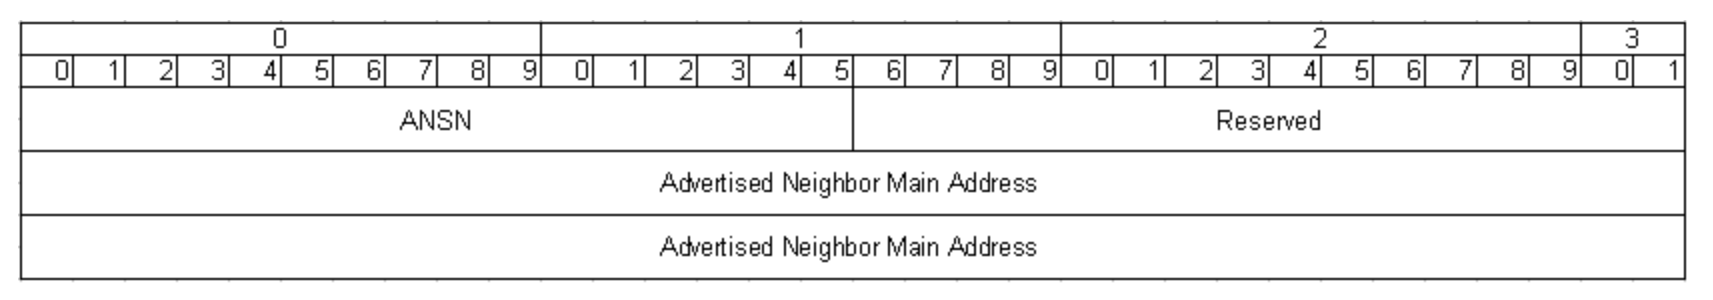 0 1 2 3
0 1 2 3 4 5 6 7 8 9 0 1 2 3 4 5 6 7 8 9 0 1 2 3 4 5 6 7 8 9 0 1
ANSN Reserved
Advertised Neighbor Main Address
Advertised Neighbor Main Address